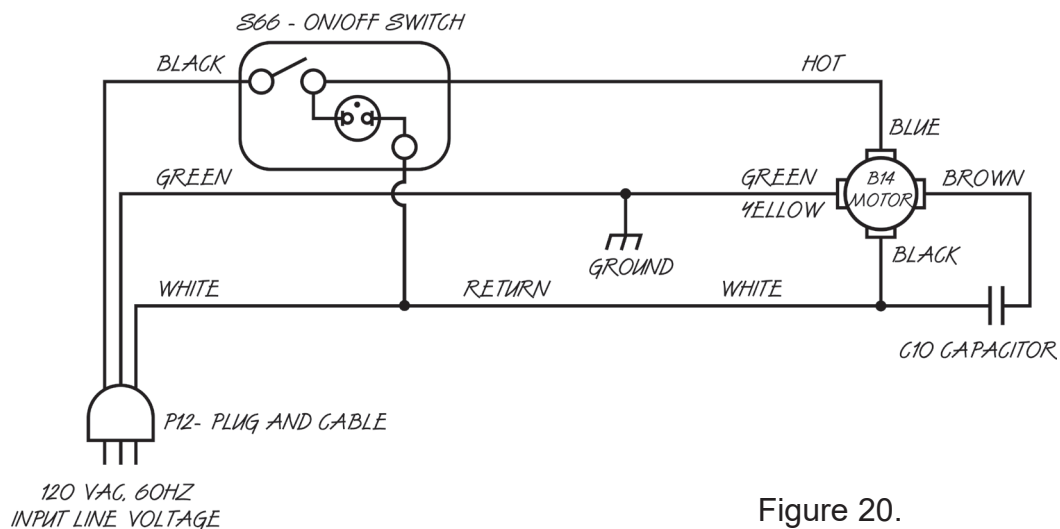 S66 - ON/OFF SWITCH
BLACK
HOT
BLUE
GREEN
GREEN
YELLOW
B14
MOTOR
BROWN
GROUND
BLACK
WHITE
RETURN
WHITE
C10 CAPACITOR
P12- PLUG AND CABLE
120 VAC, 60HZ
INPUT LINE VOLTAGE
Figure 20.